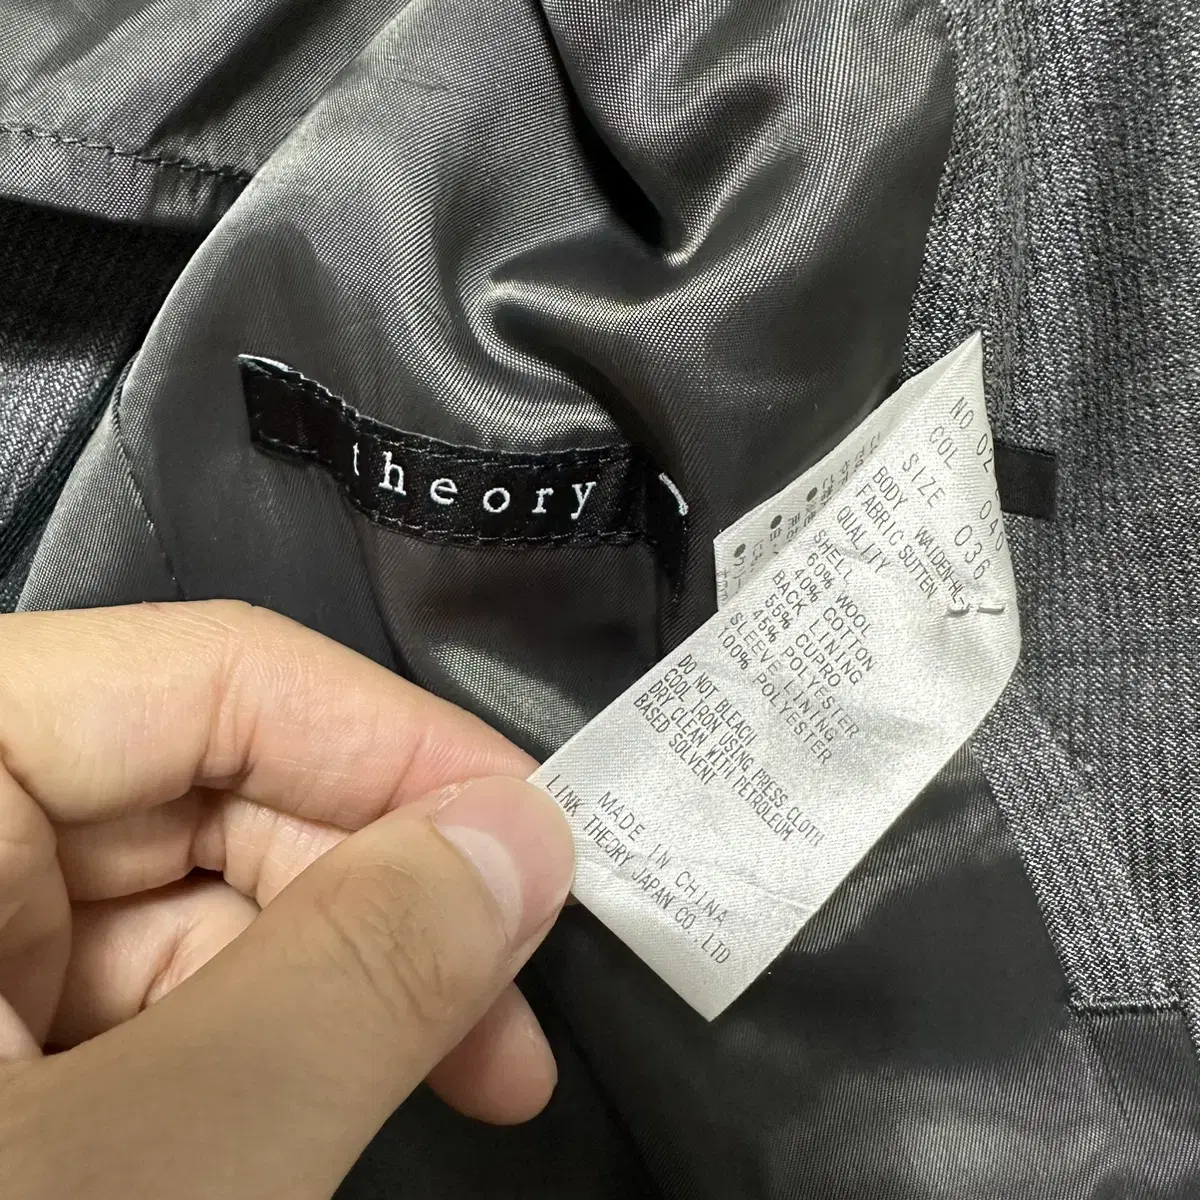 theory
NO 02
COL 040
SIZE 036
BODY WAIDEN-HL
FABRIC SUTTEN
QUALITY
SHELL
60% WOOL
40% COTTON
BACK LINING
55% CUPRO
45% POLYESTER
SLEEVE LINING
100% POLYESTER
DO NOT BLEACH
COOL IRON USING PRESS CLOTH
DRY CLEAN WITH PETROLEUM
BASED SOLVENT
MADE IN CHINA
LINK THEORY JAPAN CO.,LTD